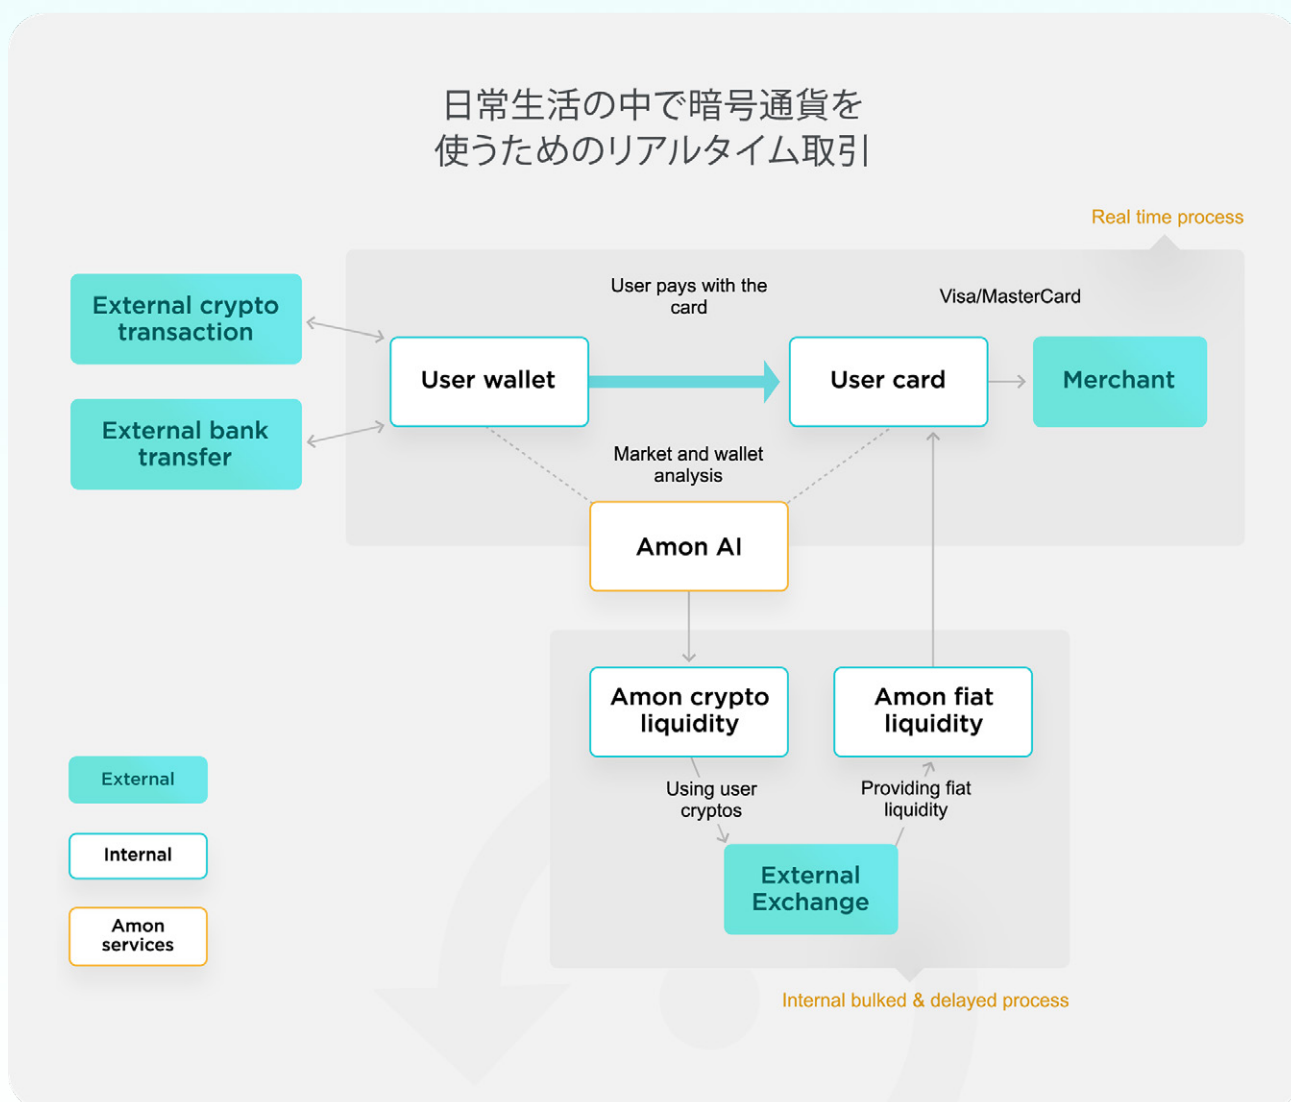 日常生活の中で暗号通貨を
使うためのリアルタイム取引
Real time process
External crypto
transaction
User pays with the
card
Visa/MasterCard
User wallet
User card
Merchant
External bank
transfer
Market and wallet
analysis
Amon AI
Amon crypto
liquidity
Amon fiat
liquidity
External
Using user
cryptos
Providing fiat
liquidity
Internal
External
Exchange
Amon
services
Internal bulked & delayed process